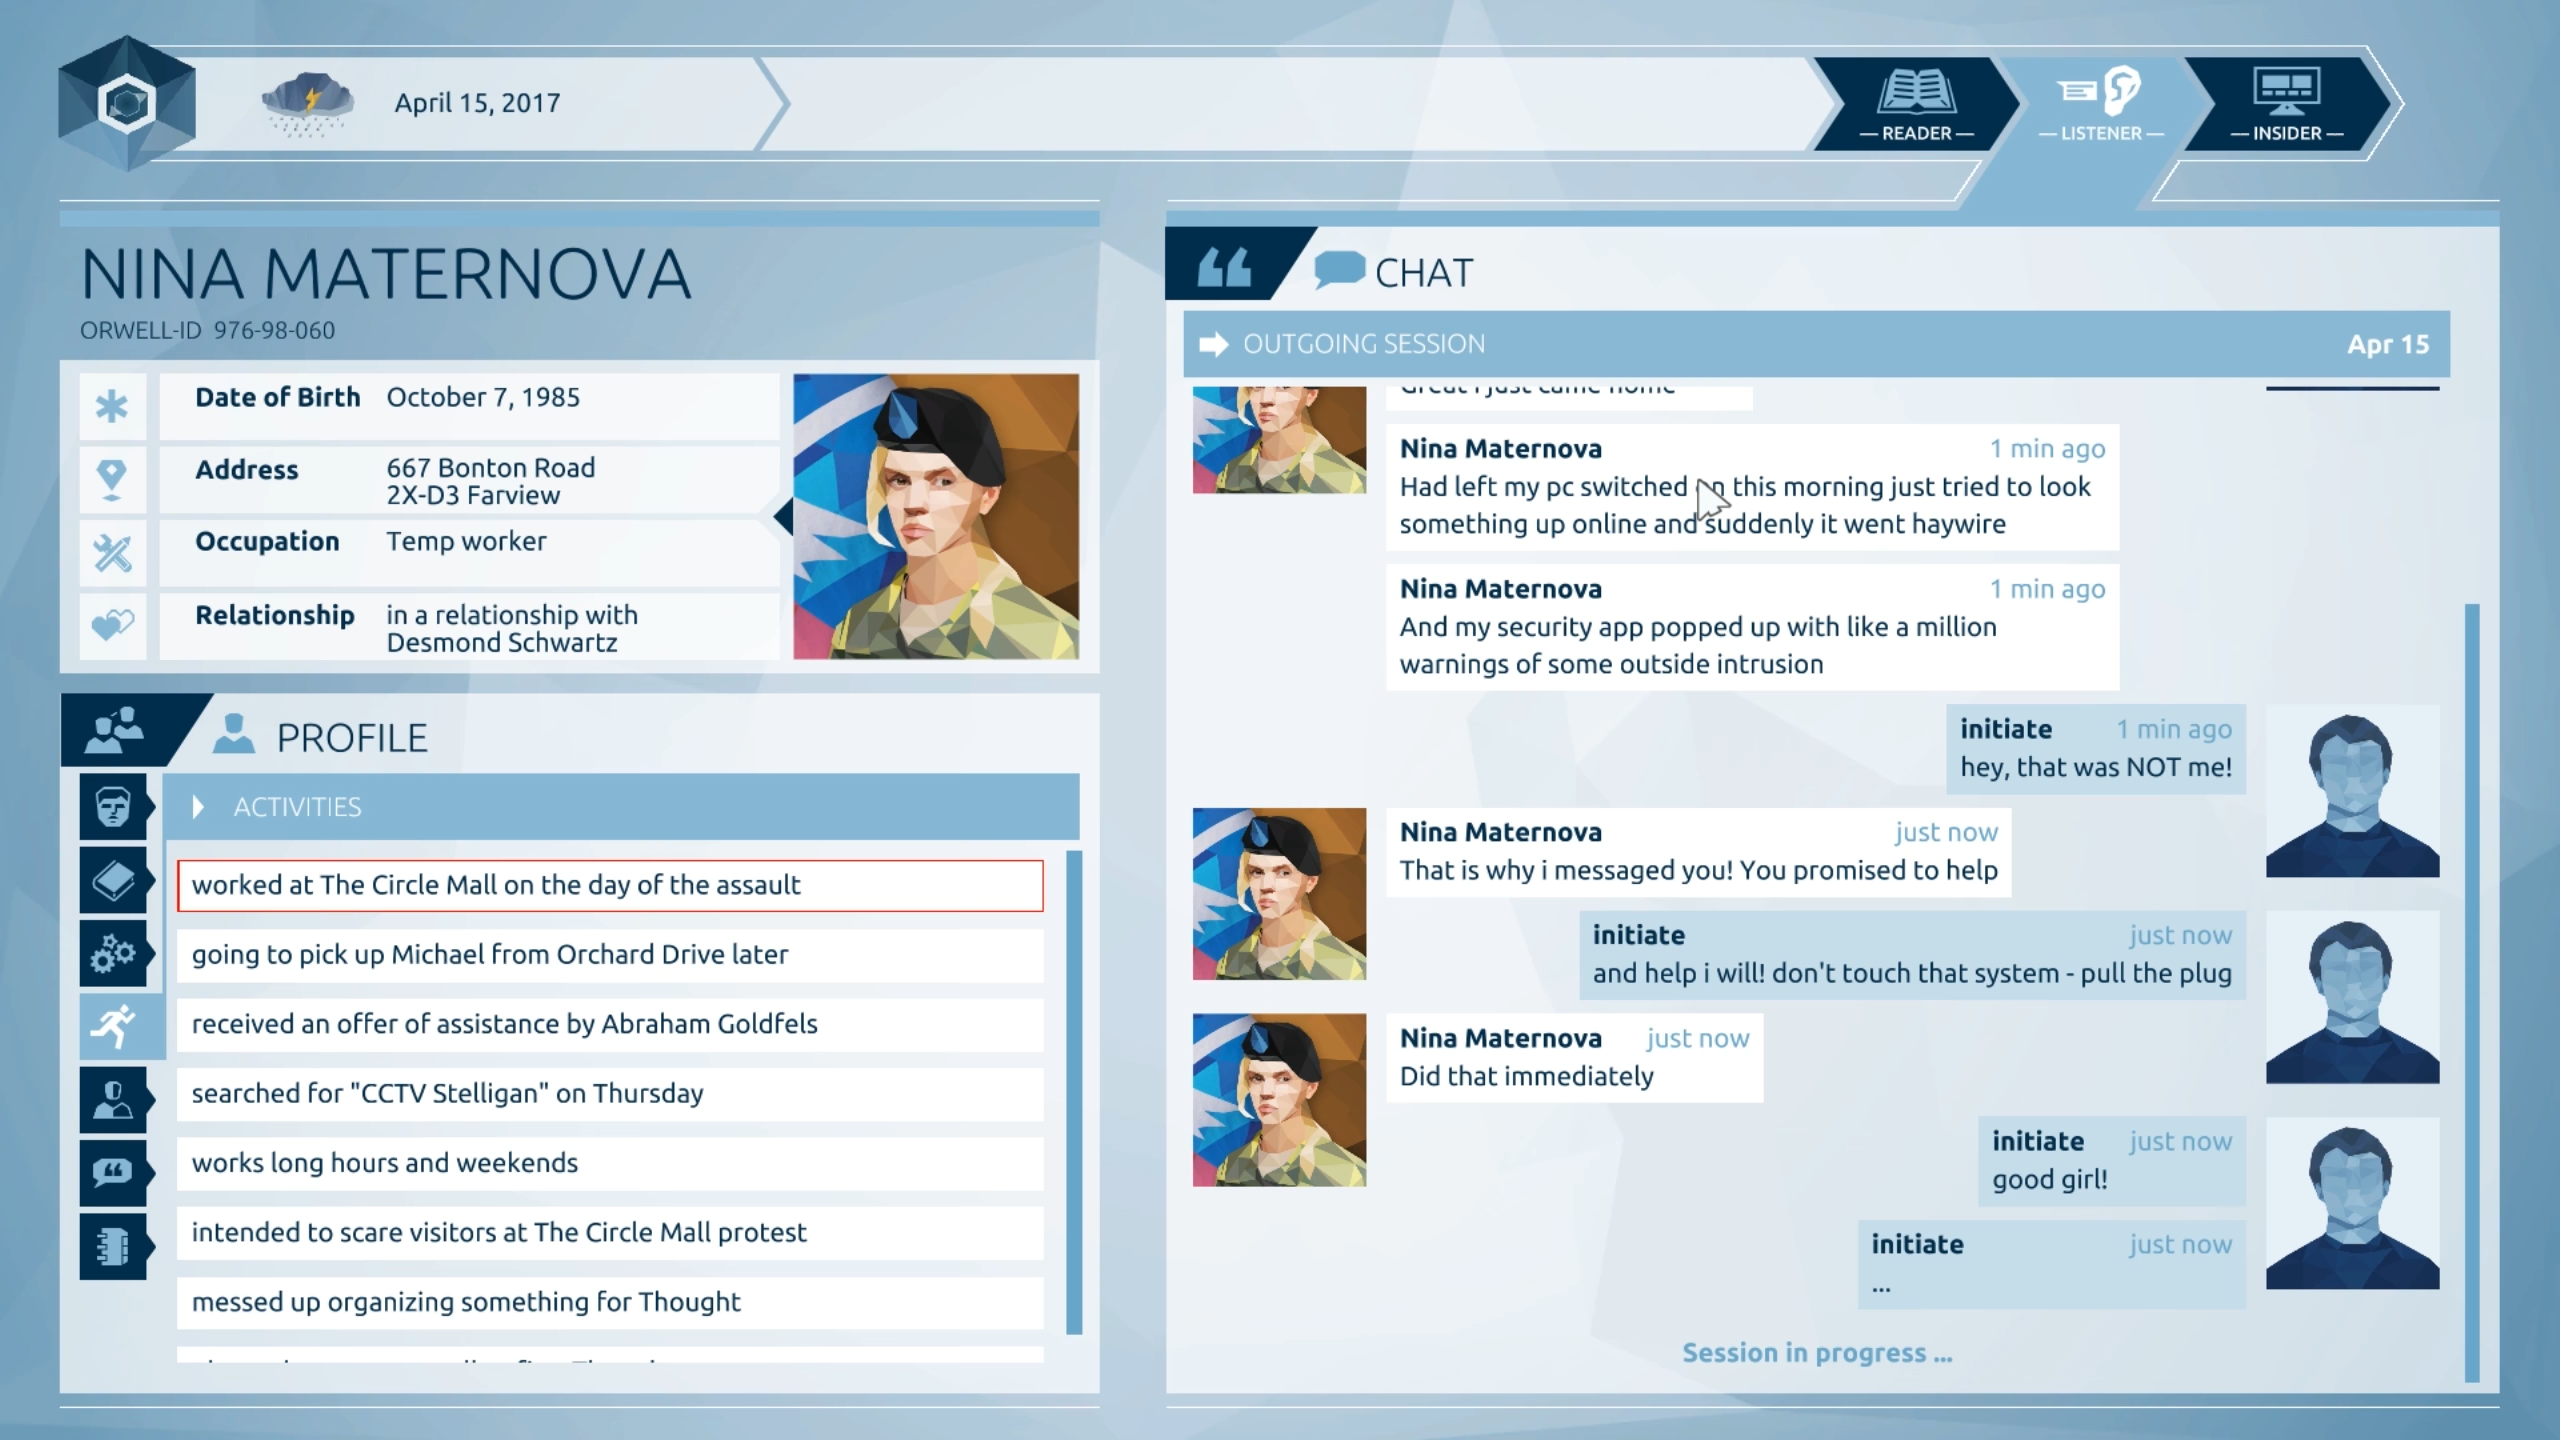 April 15, 2017
READER
LISTENER
INSIDER
NINA MATERNOVA
ORWELL-ID 976-98-060
Date of Birth October 7, 1985
Address 667 Bonton Road
2X-D3 Farview
Occupation Temp worker
Relationship in a relationship with
Desmond Schwartz
PROFILE
ACTIVITIES
worked at The Circle Mall on the day of the assault
going to pick up Michael from Orchard Drive later
received an offer of assistance by Abraham Goldfels
searched for "CCTV Stelligan" on Thursday
works long hours and weekends
intended to scare visitors at The Circle Mall protest
messed up organizing something for Thought
CHAT
OUTGOING SESSION Apr 15
Great i just came home
Nina Maternova 1 min ago
Had left my pc switched on this morning just tried to look
something up online and suddenly it went haywire
Nina Maternova 1 min ago
And my security app popped up with like a million
warnings of some outside intrusion
initiate 1 min ago
hey, that was NOT me!
Nina Maternova just now
That is why i messaged you! You promised to help
initiate just now
and help i will! don't touch that system - pull the plug
Nina Maternova just now
Did that immediately
initiate just now
good girl!
initiate just now
...
Session in progress ...